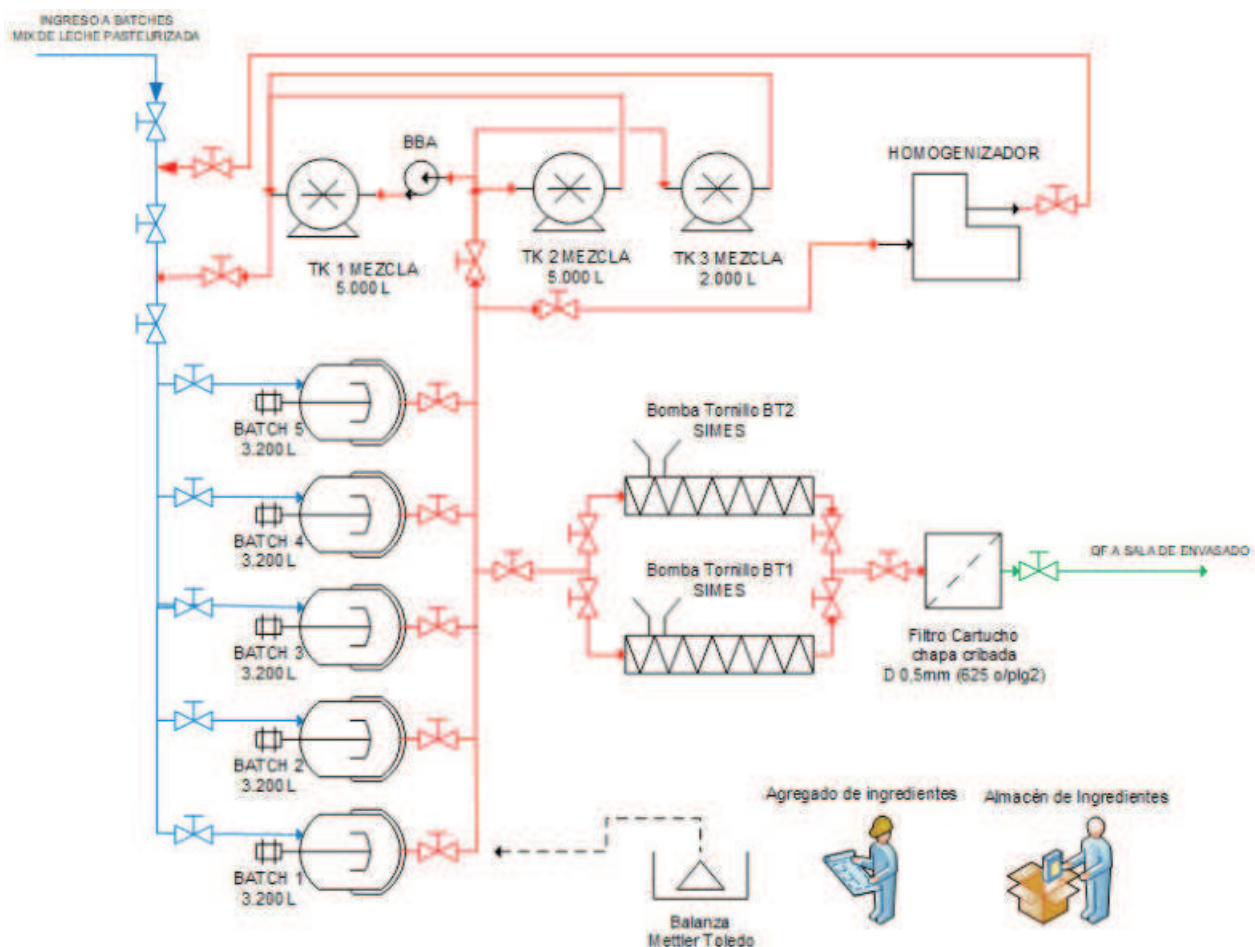 INGRESO A BATCHES
MIX DE LECHE PASTEURIZADA
BBA
HOMOGENIZADOR
TK 1 MEZCLA
5.000 L
TK 2 MEZCLA
5.000 L
TK 3 MEZCLA
2.000 L
BATCH 5
3.200 L
Bomba Tornillo BT2
SIMES
BATCH 4
3.200 L
QF A SALA DE ENVASADO
Bomba Tornillo BT1
SIMES
BATCH 3
3.200 L
Filtro Cartucho
chapa cribada
D 0,5mm (625 o/plg2)
BATCH 2
3.200 L
Agregado de ingredientes
Almacén de Ingredientes
BATCH 1
3.200 L
Balanza
Mettler Toledo